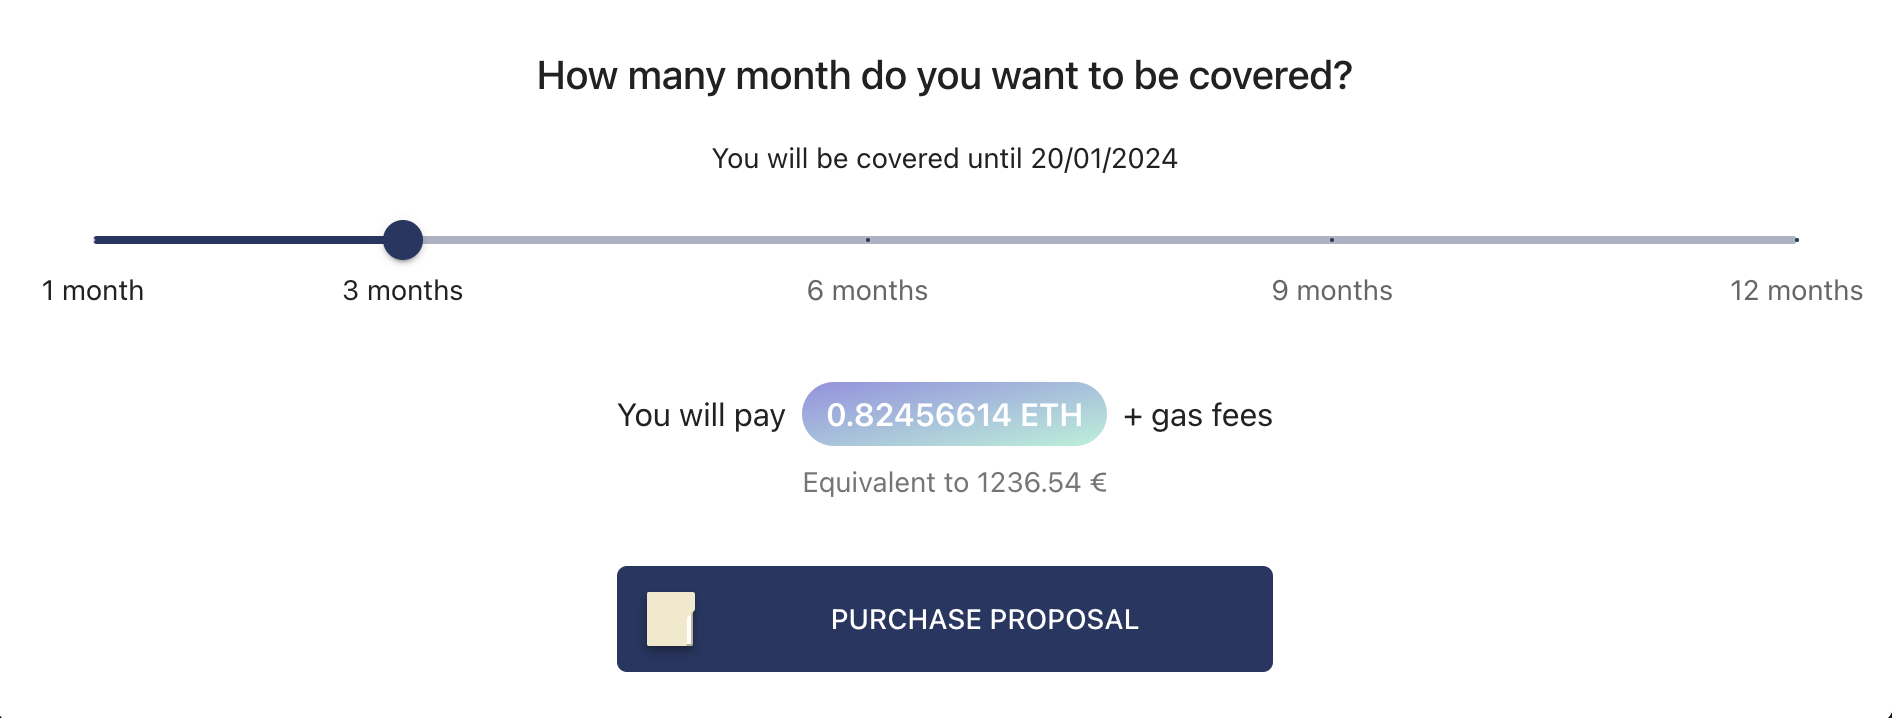 How many month do you want to be covered?
You will be covered until 20/01/2024
1 month 3 months 6 months 9 months 12 months
You will pay 0.82456614 ETH + gas fees
Equivalent to 1236.54 €
PURCHASE PROPOSAL